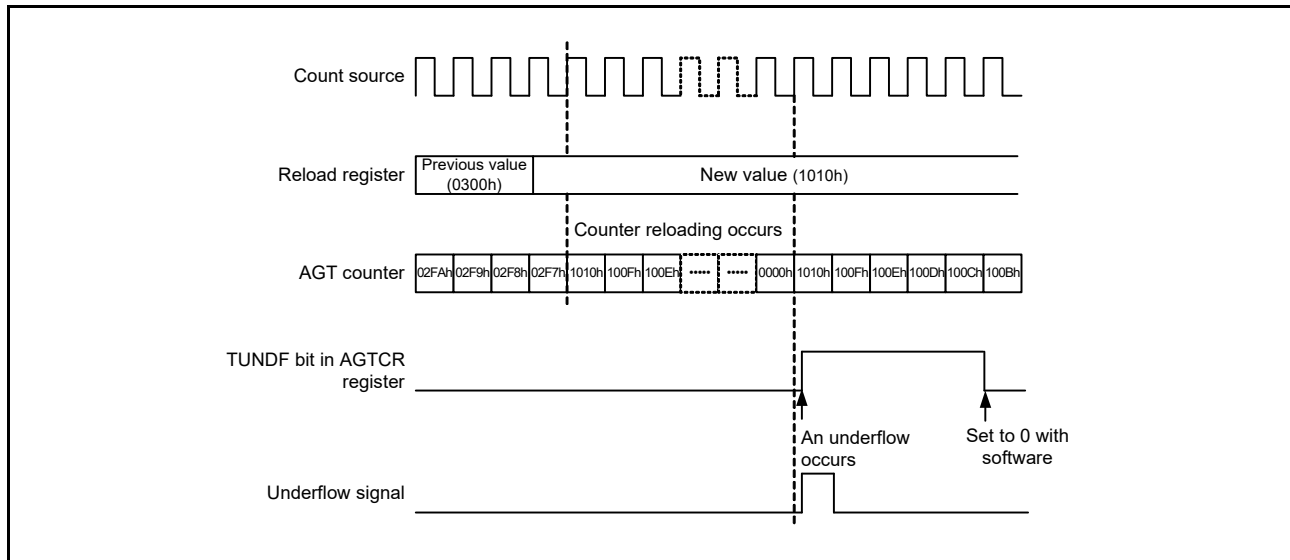 Count source
Reload register
Previous value
(0300h)
New value (1010h)
Counter reloading occurs
AGT counter
02FAh 02F9h 02F8h 02F7h 1010h 100Fh 100Eh ..... ..... 0000h 1010h 100Fh 100Eh 100Dh 100Ch 100Bh
TUNDF bit in AGTCR
register
An underflow
occurs
Set to 0 with
software
Underflow signal